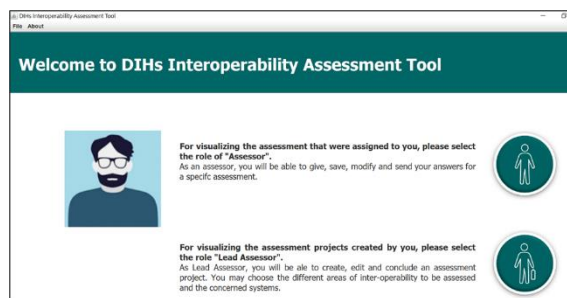 DIHs Interoperability Assessment Tool
File About
Welcome to DIHs Interoperability Assessment Tool
For visualizing the assessment that were assigned to you, please select
the role of "Assessor".
As an assessor, you will be able to give, save, modify and send your answers for
a specifc assessment.
For visualizing the assessment projects created by you, please select
the role "Lead Assessor".
As Lead Assessor, you will be ale to create, edit and conclude an assessment
project. You may choose the different areas of inter-operability to be assessed
and the concerned systems.